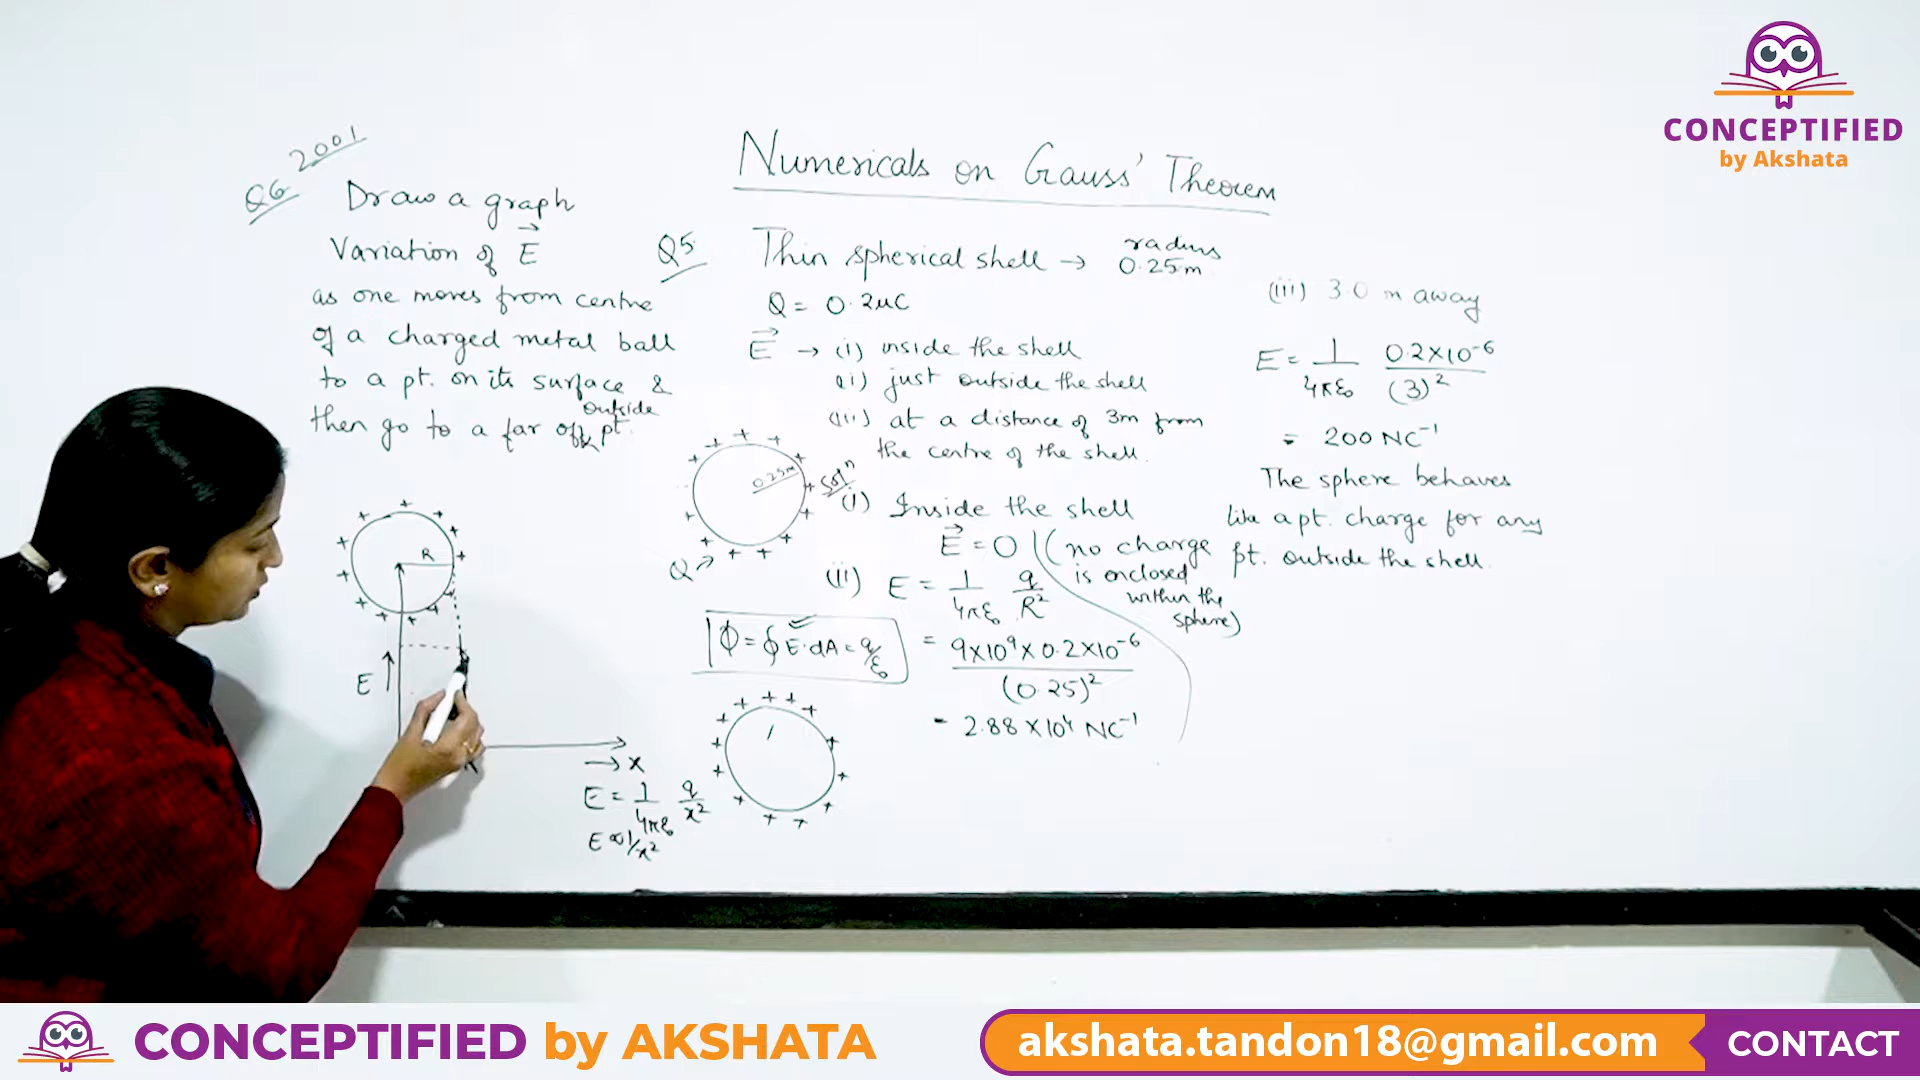 CONCEPTIFIED
by Akshata
Numericals on Gauss' Theorem
Q6 2001
Draw a graph
Variation of E⃗
as one moves from centre
of a charged metal ball
to a pt. on its surface &
outside
then go to a far off pt.
R
E
→ x
E = 1/4πε₀ q/x²
E ∝ 1/x²
Q5 Thin spherical shell → radius
0.25m
Q = 0.2μC
E⃗ → (i) inside the shell
(ii) just outside the shell
(iii) at a distance of 3m from
the centre of the shell.
0.25m
Q
Solⁿ
(i) Inside the shell
E⃗ = 0 (no charge
is enclosed
within the
sphere)
(ii) E = 1/4πε₀ q/R²
ϕ = ∮E·dA = q/ε₀
= 9×10⁹×0.2×10⁻⁶
(0.25)²
= 2.88×10⁴ NC⁻¹
(iii) 3.0 m away
E = 1/4πε₀ 0.2×10⁻⁶/(3)²
= 200 NC⁻¹
The sphere behaves
like a pt. charge for any
pt. outside the shell.
CONCEPTIFIED by AKSHATA
akshata.tandon18@gmail.com
CONTACT